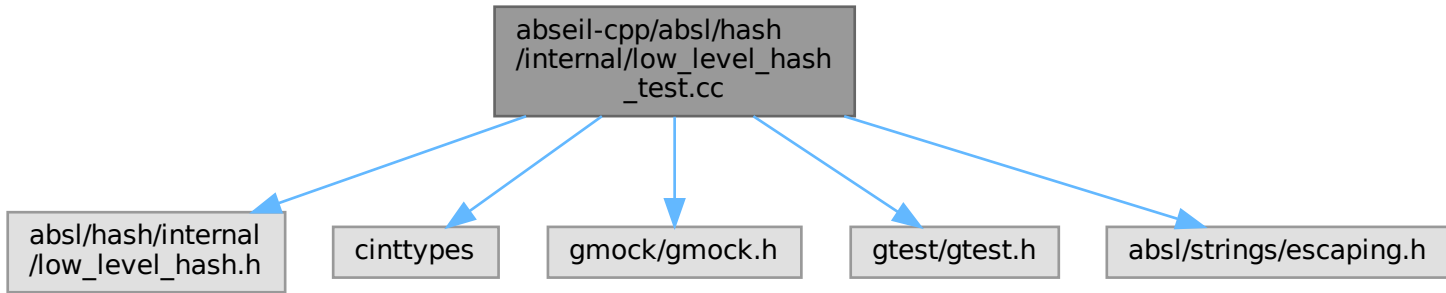 abseil-cpp/absl/hash
/internal/low_level_hash
_test.cc
absl/hash/internal
/low_level_hash.h
cinttypes
gmock/gmock.h
gtest/gtest.h
absl/strings/escaping.h